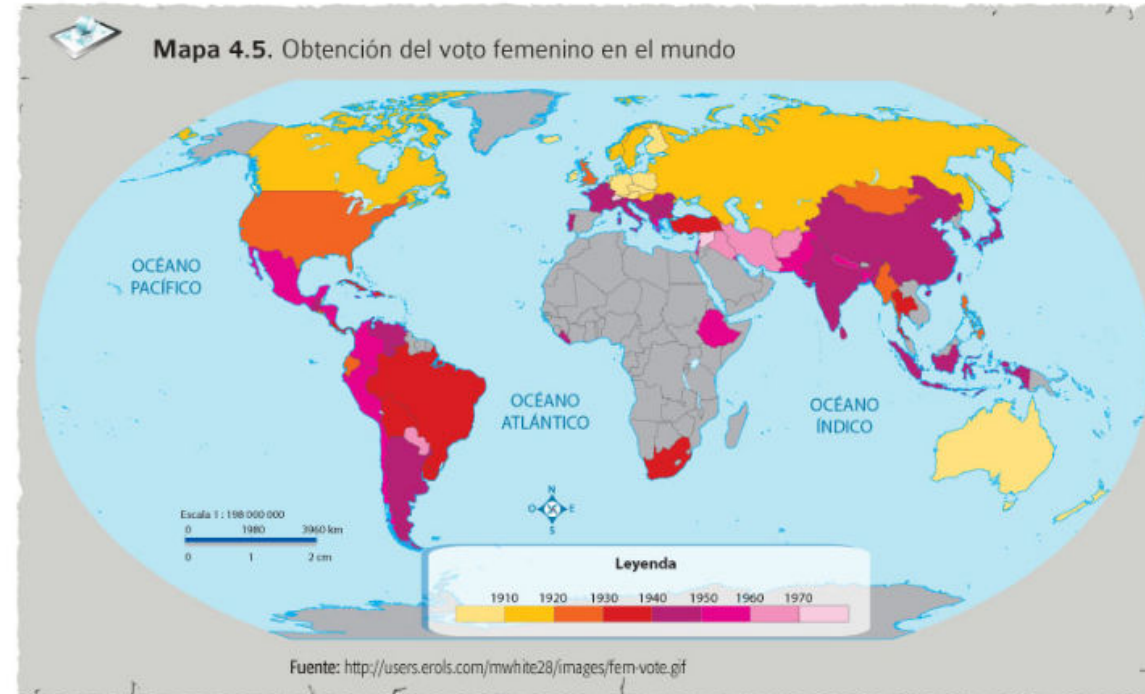 Mapa 4.5. Obtención del voto femenino en el mundo
OCÉANO
PACÍFICO
OCÉANO
ATLÁNTICO
OCÉANO
ÍNDICO
N
O E
S
Escala 1 : 198 000 000
0 1980 3960 km
0 1 2 cm
Leyenda
1910 1920 1930 1940 1950 1960 1970
Fuente: http://users.erols.com/mwhite28/images/fem-vote.gif